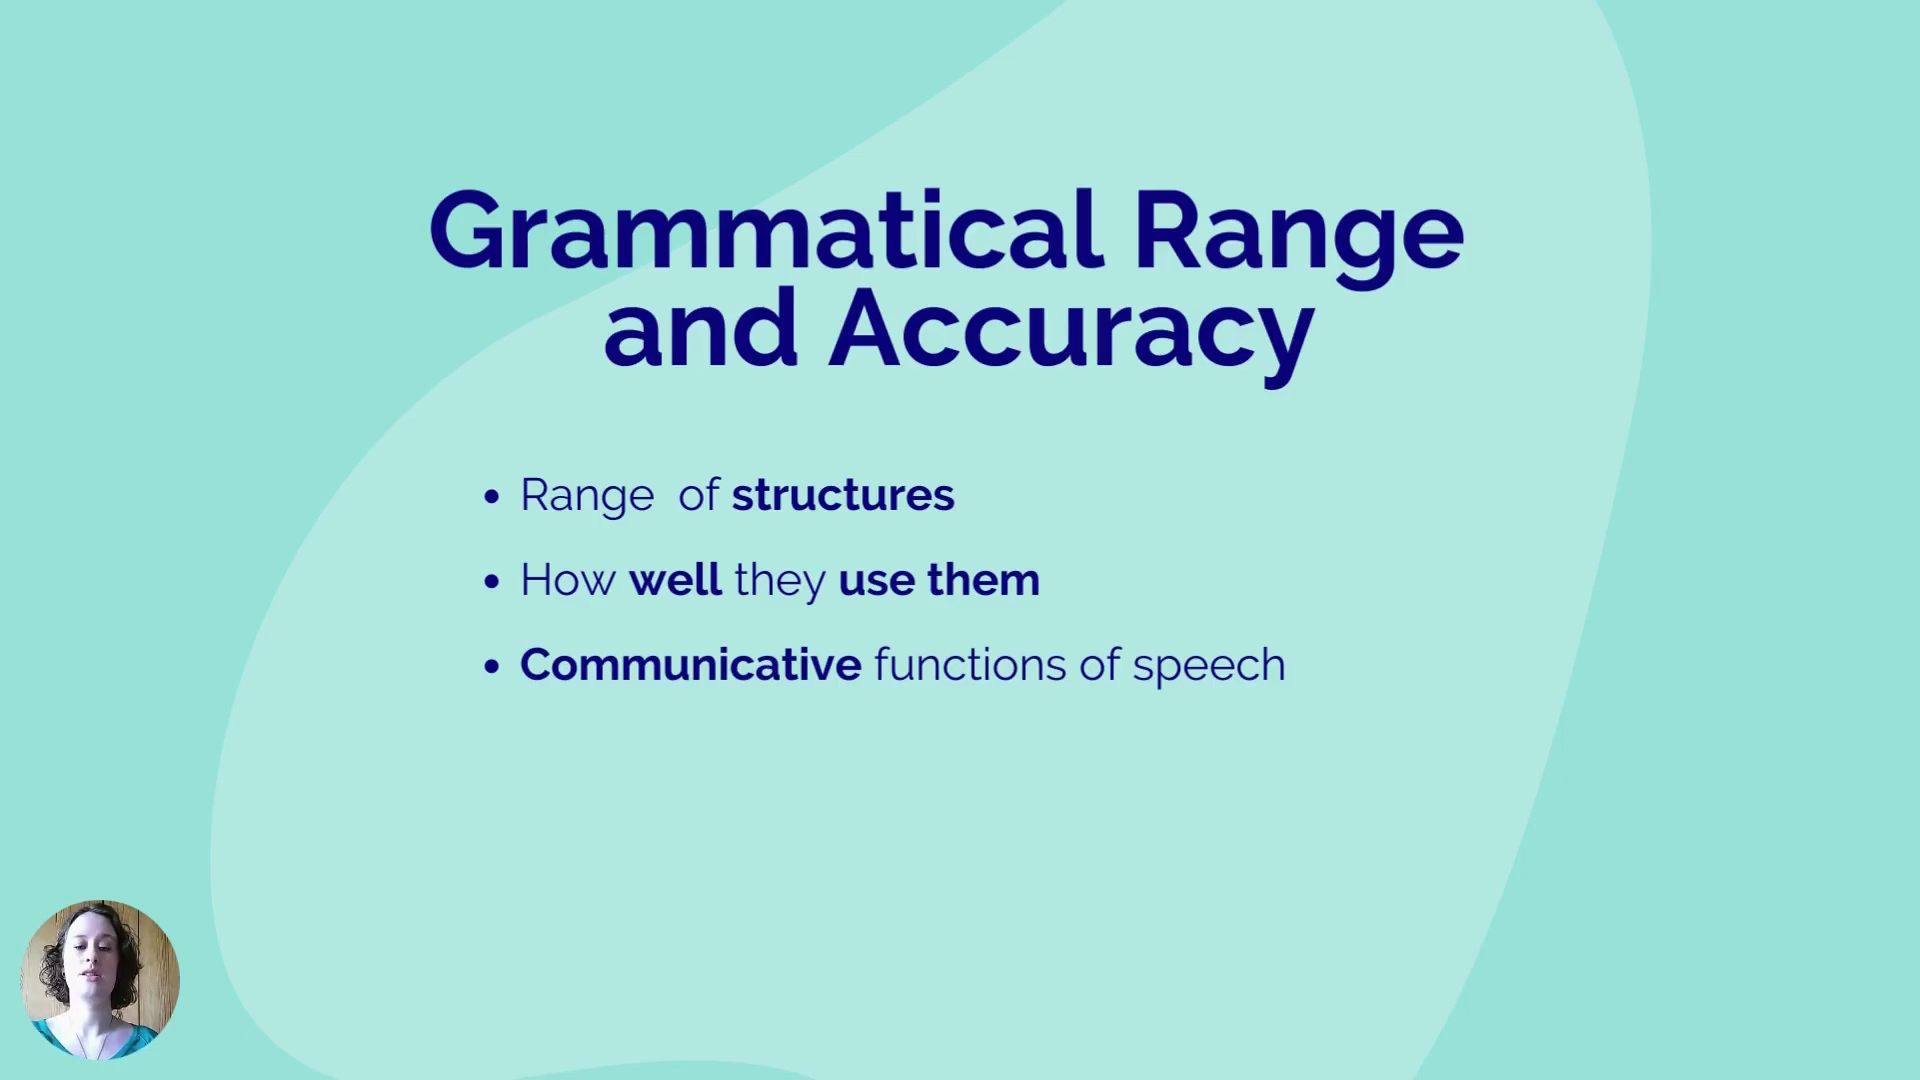 Grammatical Range
and Accuracy
• Range of structures
• How well they use them
• Communicative functions of speech